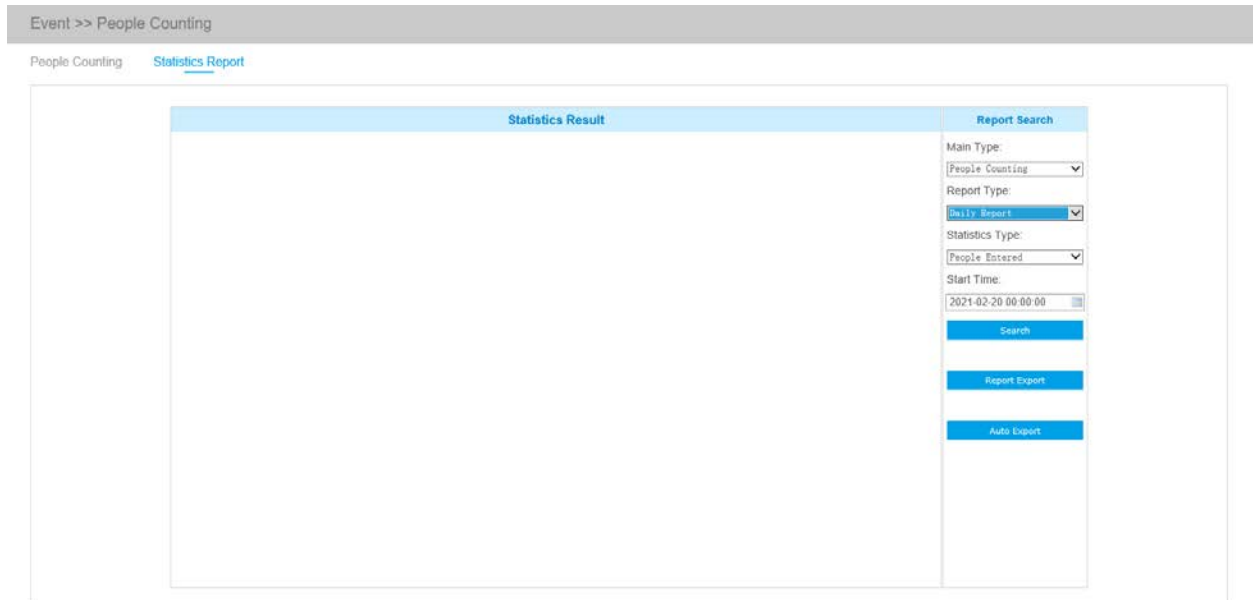 Event >> People Counting
People Counting Statistics Report
Statistics Result
Report Search
Main Type:
People Counting
Report Type:
Daily Report
Statistics Type:
People Entered
Start Time:
2021-02-20 00:00:00
Search
Report Export
Auto Export